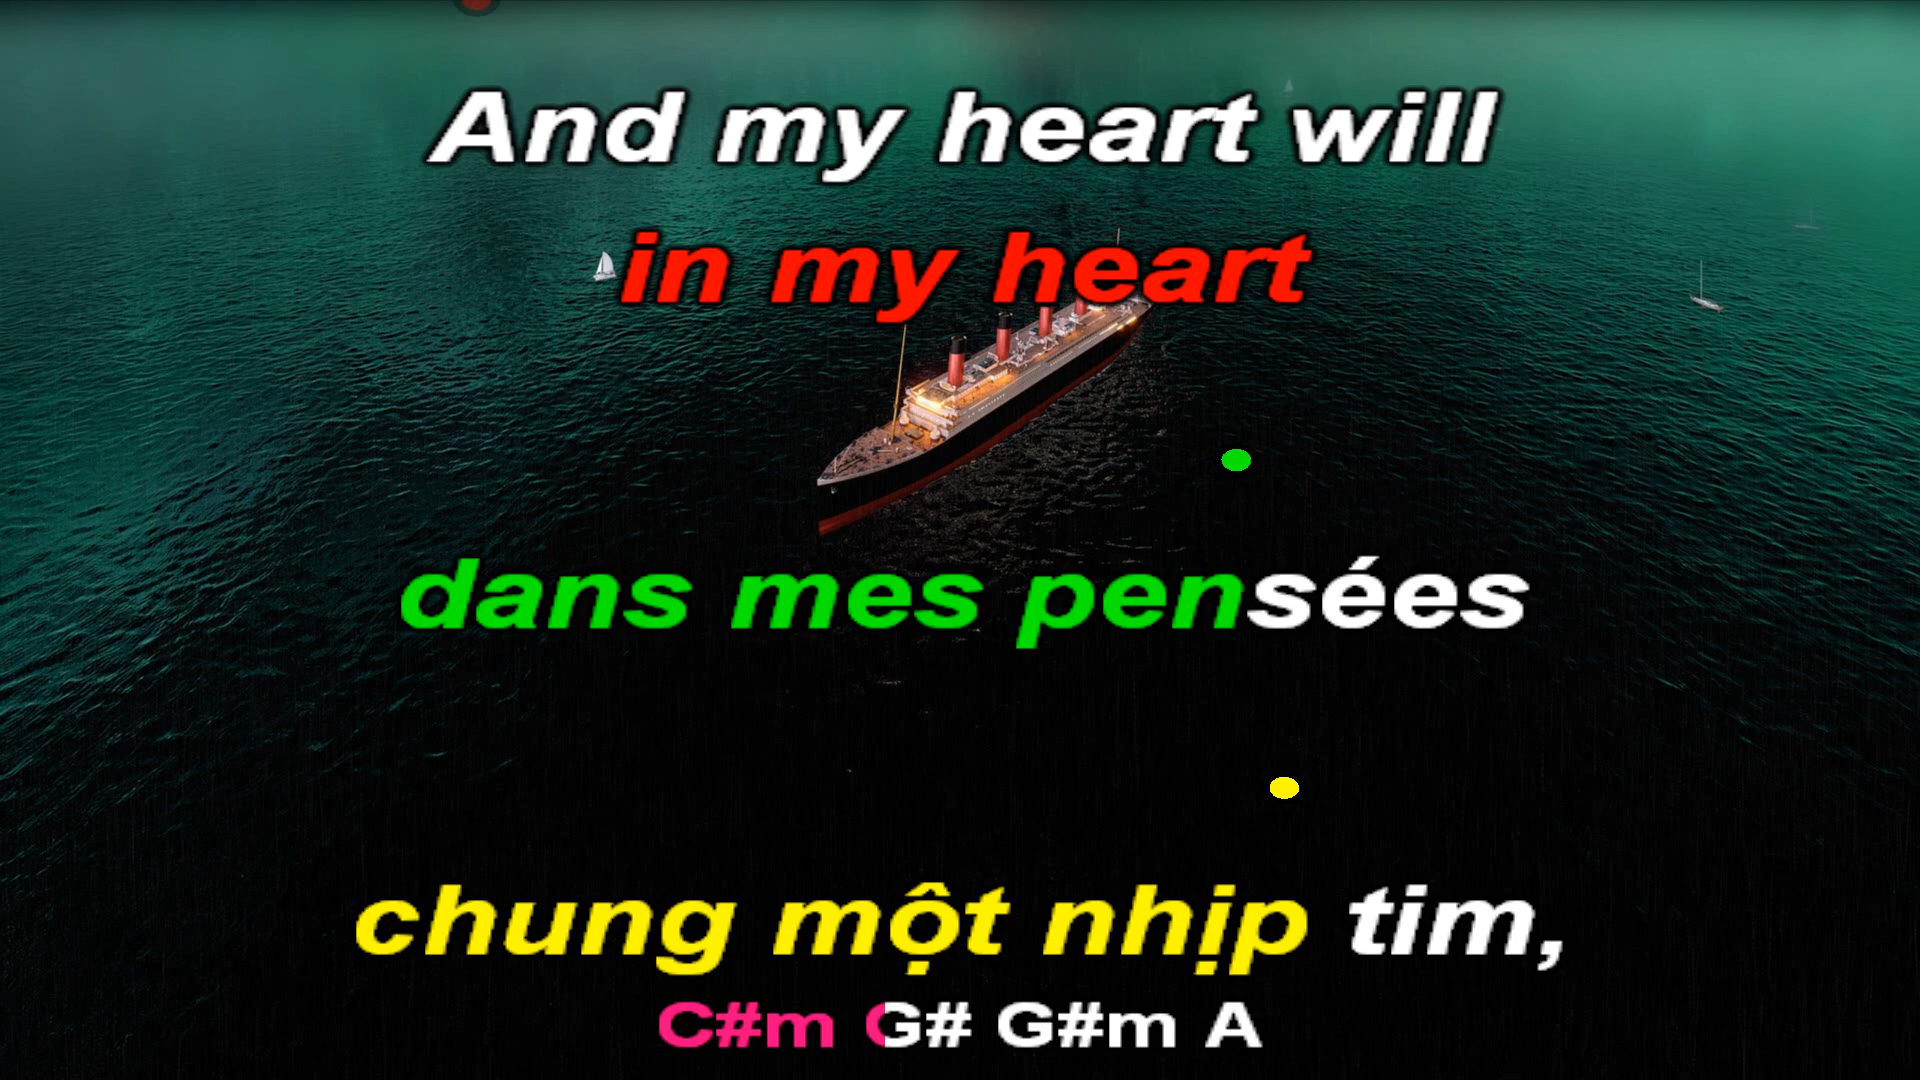 And my heart will
in my heart
dans mes pensées
chung một nhịp tim,
C#m G# G#m A